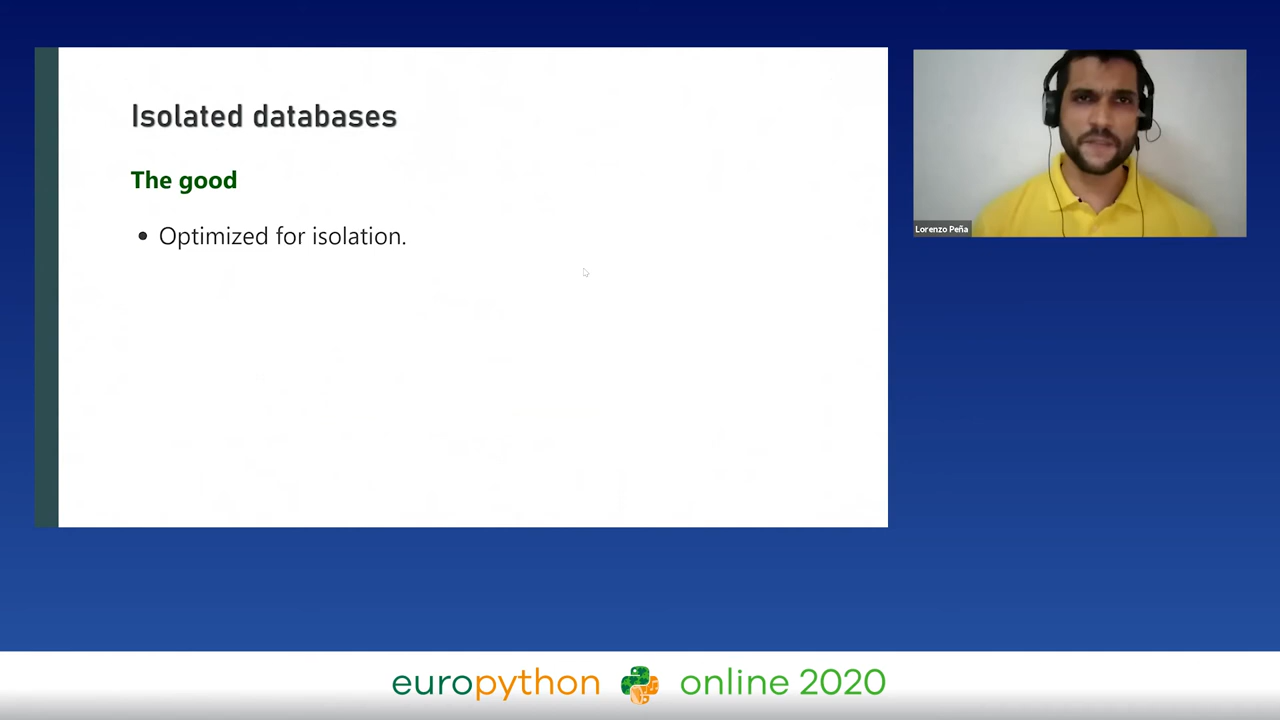 Isolated databases
The good
• Optimized for isolation.
Lorenzo Peña
europython online 2020